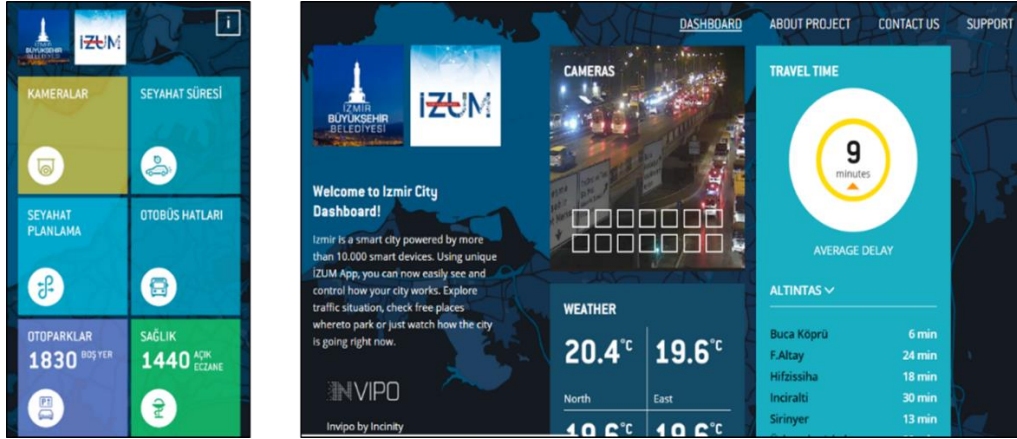 İZMİR
BÜYÜKŞEHİR
BELEDİYESİ
İZUM
i
KAMERALAR
SEYAHAT SÜRESİ
SEYAHAT
PLANLAMA
OTOBÜS HATLARI
OTOPARKLAR
1830 BOŞ YER
SAĞLIK
1440 AÇIK
ECZANE
DASHBOARD
ABOUT PROJECT
CONTACT US
SUPPORT
İZMİR
BÜYÜKŞEHİR
BELEDİYESİ
İZUM
Welcome to Izmir City
Dashboard!
Izmir is a smart city powered by more
than 10.000 smart devices. Using unique
İZUM App, you can now easily see and
control how your city works. Explore
traffic situation, check free places
whereto park or just watch how the city
is going right now.
INVIPO
Invipo by Incinity
CAMERAS
WEATHER
20.4°C
19.6°C
North
East
19.6°C
19.6°C
TRAVEL TIME
9
minutes
AVERAGE DELAY
ALTINTAS
Buca Köprü 6 min
F.Altay 24 min
Hifzissiha 18 min
Inciralti 30 min
Sirinyer 13 min